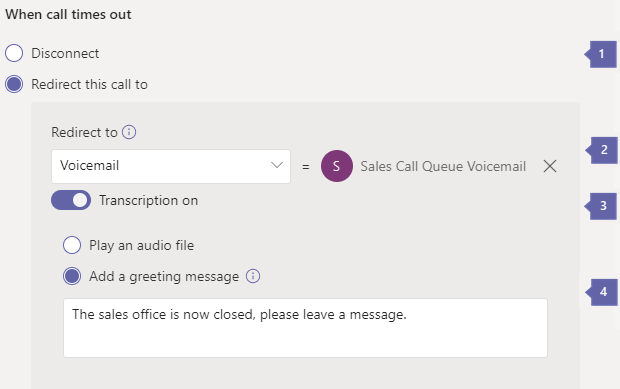 When call times out
Disconnect
1
Redirect this call to
Redirect to
2
Voicemail = S Sales Call Queue Voicemail
Transcription on
3
Play an audio file
Add a greeting message
4
The sales office is now closed, please leave a message.